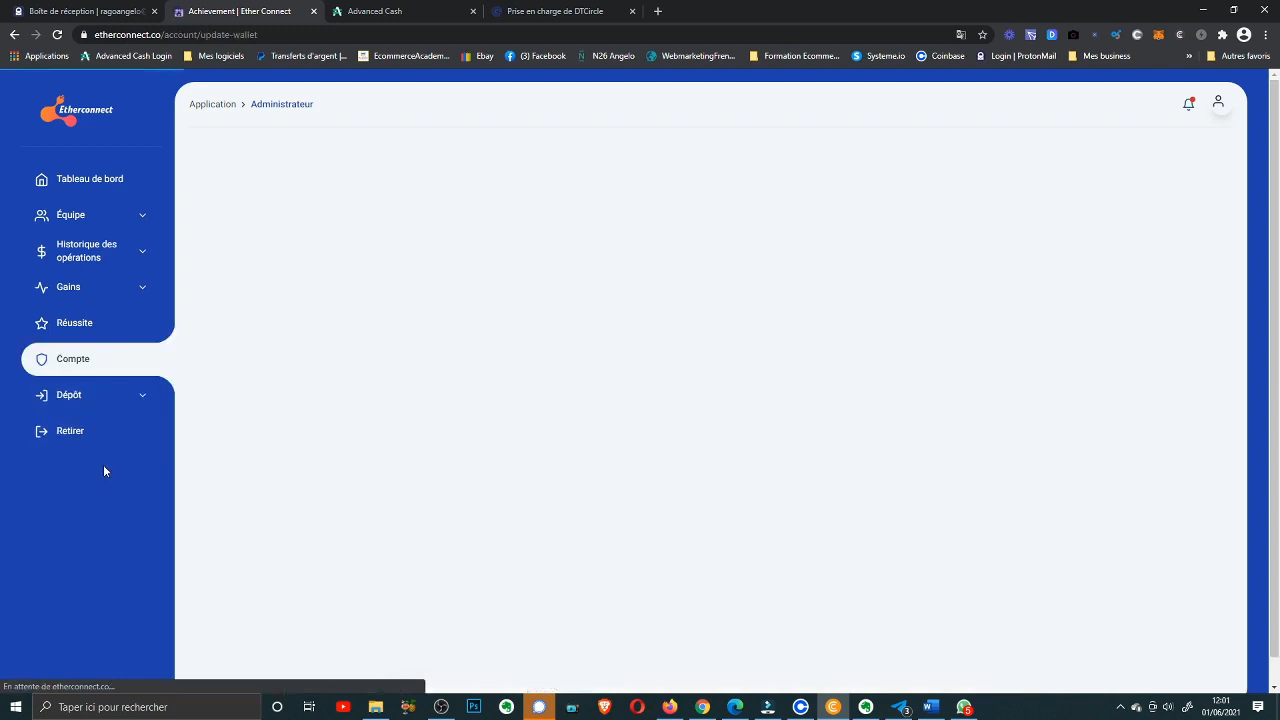 Boîte de réception | ragoangelo
Achievement | Ether Connect
Advanced Cash
Prise en charge de DTCircle
etherconnect.co/account/update-wallet
Applications
Advanced Cash Login
Mes logiciels
Transferts d'argent |...
EcommerceAcadem...
Ebay
(3) Facebook
N26 Angelo
WebmarketingFren...
Formation Ecomme...
Systeme.io
Coinbase
Login | ProtonMail
Mes business
»
Autres favoris
Etherconnect
Application > Administrateur
Tableau de bord
Équipe
Historique des
opérations
Gains
Réussite
Compte
Dépôt
Retirer
En attente de etherconnect.co...
Taper ici pour rechercher
Ps
3
5
12:01
01/06/2021